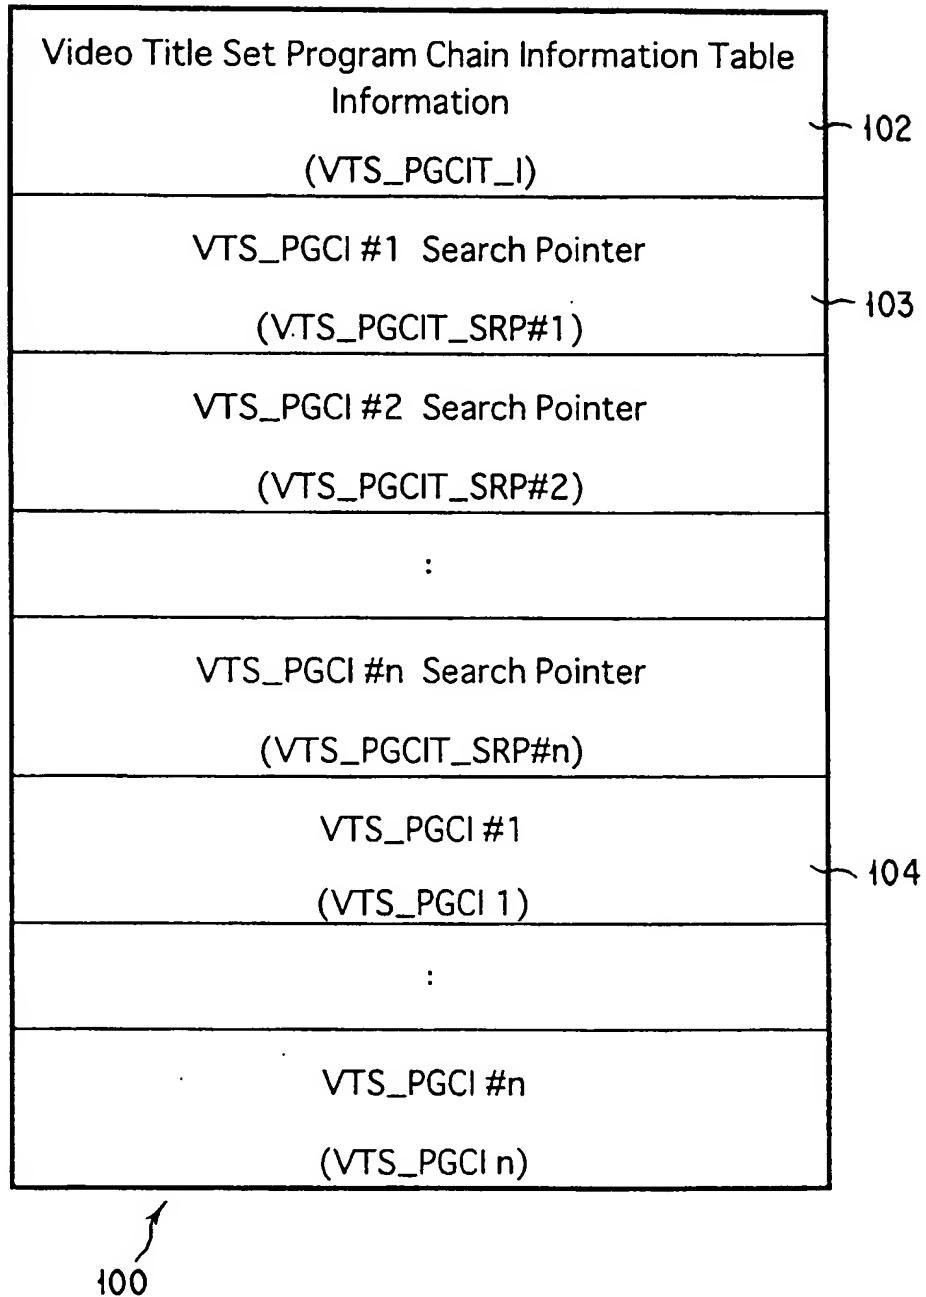 Video Title Set Program Chain Information Table
Information
(VTS_PGCIT_I)
102
VTS_PGCI #1 Search Pointer
(VTS_PGCIT_SRP#1)
103
VTS_PGCI #2 Search Pointer
(VTS_PGCIT_SRP#2)
:
VTS_PGCI #n Search Pointer
(VTS_PGCIT_SRP#n)
VTS_PGCI #1
(VTS_PGCI 1)
104
:
VTS_PGCI #n
(VTS_PGCI n)
100